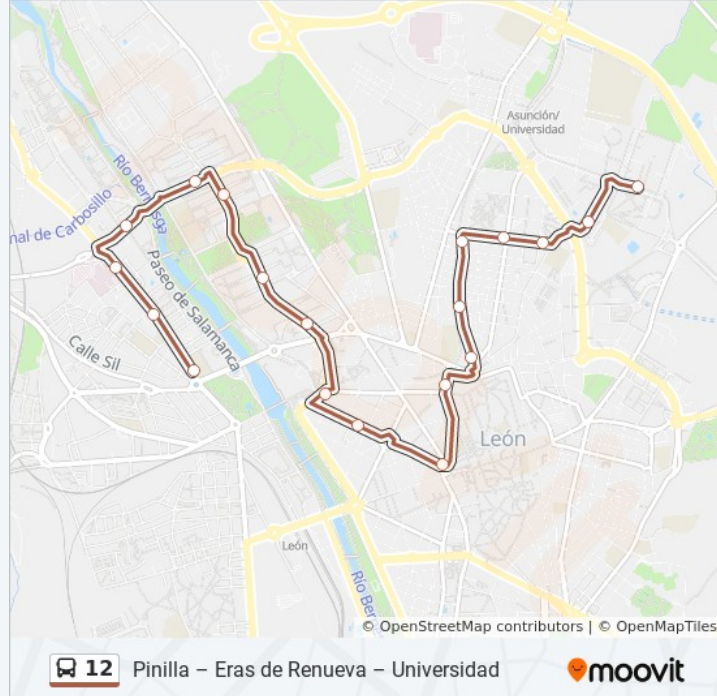 Asunción/
Universidad
Río Bernesga
nal de Carbosillo
Paseo de Salamanca
Calle Sil
León
León
Río Ber
© OpenStreetMap contributors | © OpenMapTiles
12 Pinilla – Eras de Renueva – Universidad
moovit